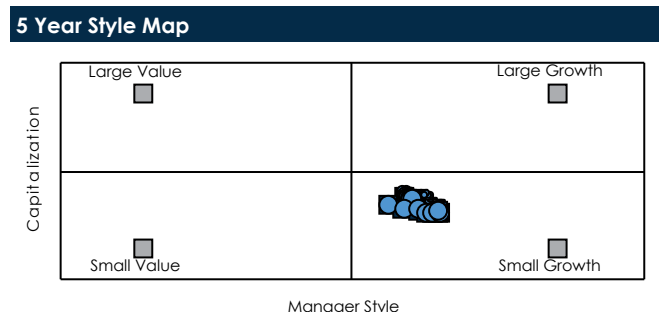 5 Year Style Map
Large Value
Large Growth
Capitalization
Small Value
Small Growth
Manager Style